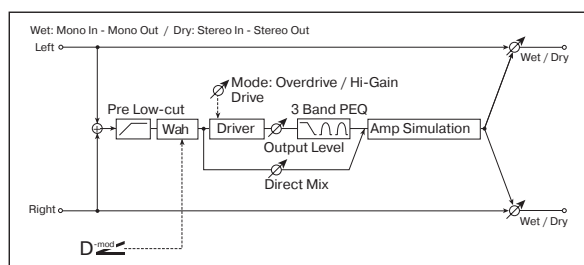 Wet: Mono In - Mono Out / Dry: Stereo In - Stereo Out
Left
Wet / Dry
Mode: Overdrive / Hi-Gain
Drive
Pre Low-cut
Wah
Driver
3 Band PEQ
Amp Simulation
Output Level
Direct Mix
Right
Wet / Dry
D-mod